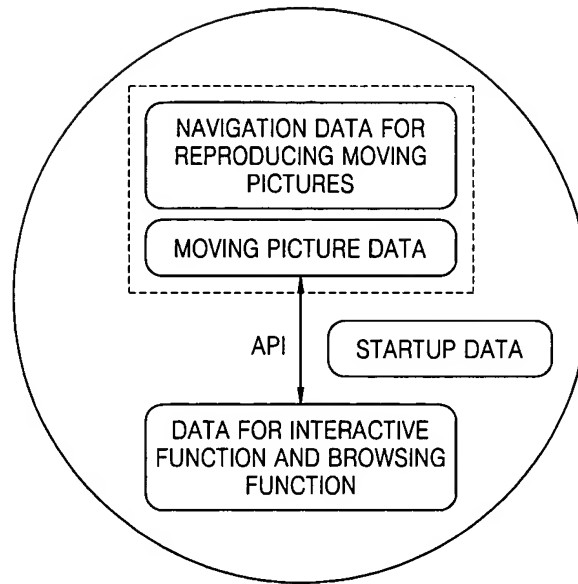 NAVIGATION DATA FOR
REPRODUCING MOVING
PICTURES
MOVING PICTURE DATA
API
STARTUP DATA
DATA FOR INTERACTIVE
FUNCTION AND BROWSING
FUNCTION